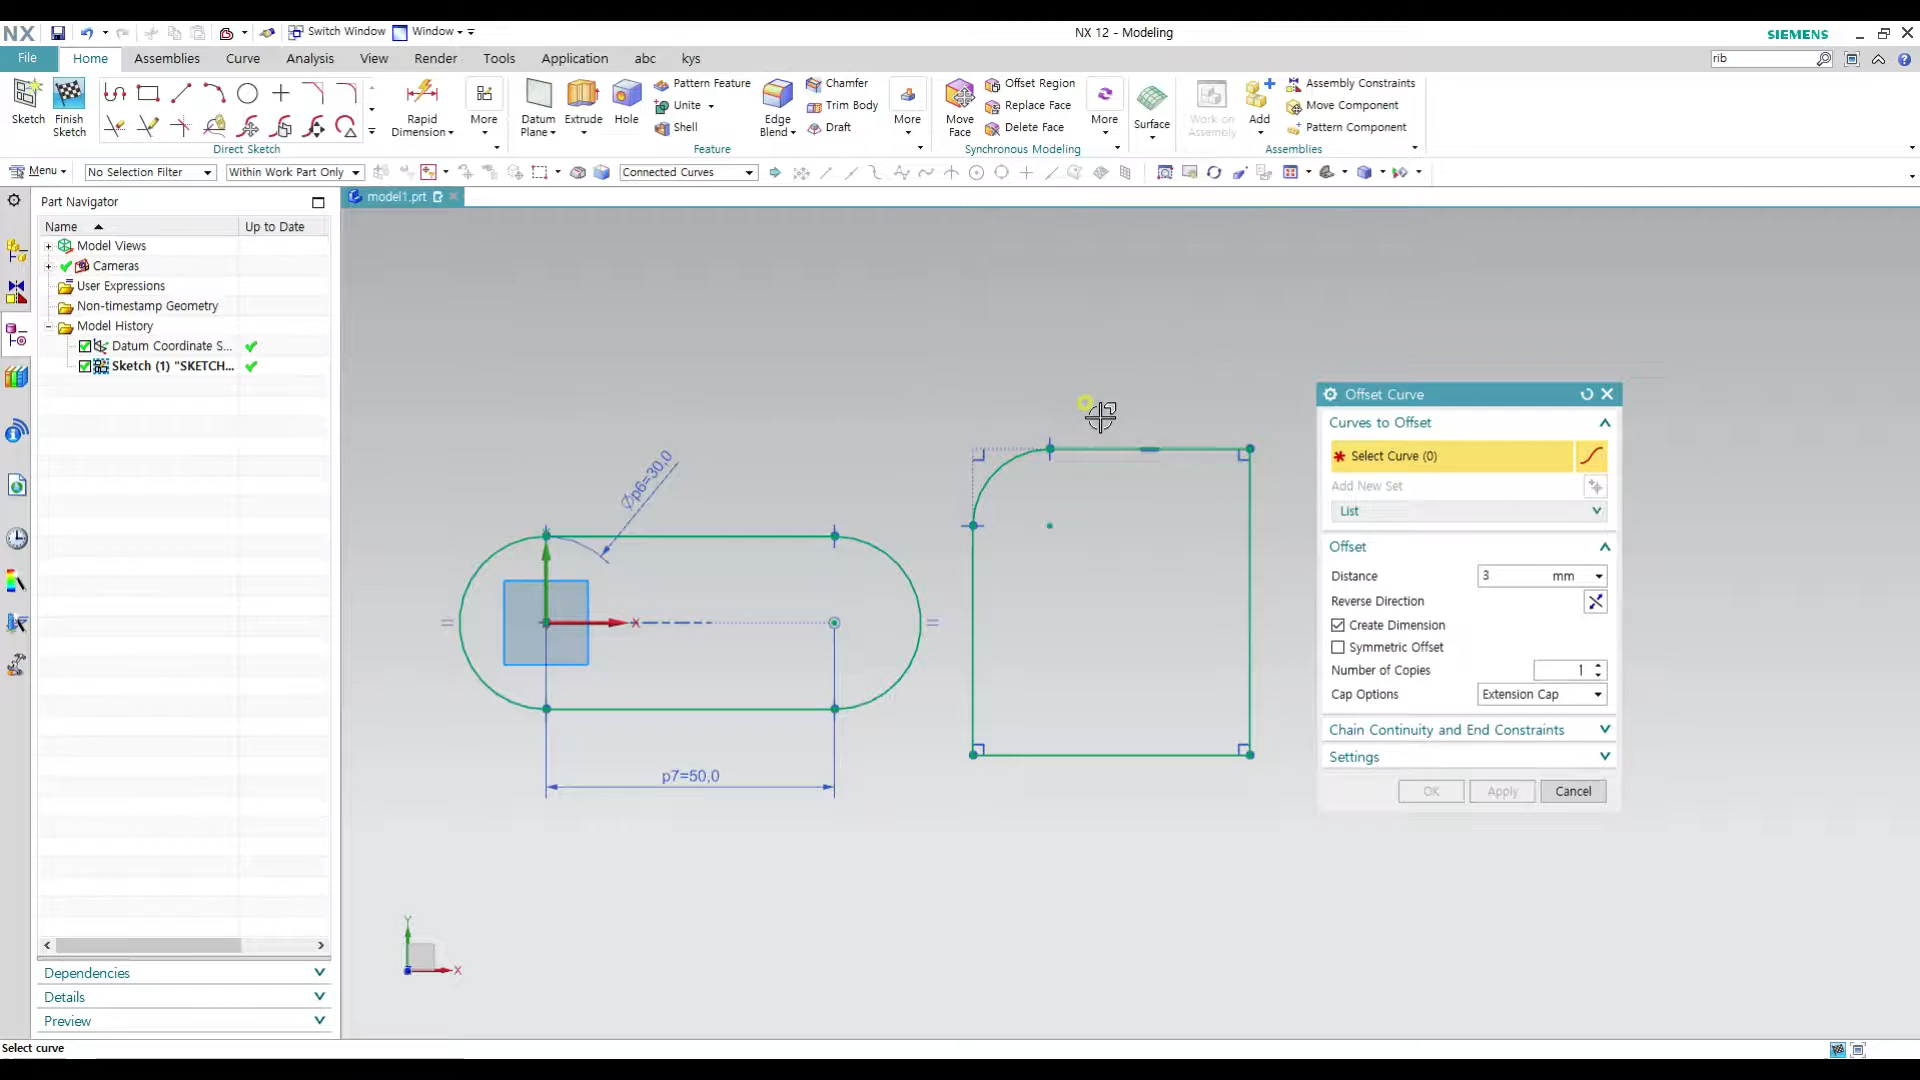 NX
Switch Window
Window
NX 12 - Modeling
SIEMENS
File
Home
Assemblies
Curve
Analysis
View
Render
Tools
Application
abc
kys
rib
Sketch
Finish
Sketch
Direct Sketch
Rapid
Dimension
More
Datum
Plane
Extrude
Hole
Pattern Feature
Unite
Shell
Feature
Edge
Blend
Chamfer
Trim Body
Draft
More
Move
Face
Offset Region
Replace Face
Delete Face
Synchronous Modeling
More
Surface
Work on
Assembly
Add
Assembly Constraints
Move Component
Pattern Component
Assemblies
Menu
No Selection Filter
Within Work Part Only
Connected Curves
Part Navigator
model1.prt
Name
Up to Date
Model Views
Cameras
User Expressions
Non-timestamp Geometry
Model History
Datum Coordinate S...
Sketch (1) "SKETCH...
Dependencies
Details
Preview
Select curve
Øp6=30,0
X
p7=50,0
Y
X
Offset Curve
Curves to Offset
* Select Curve (0)
Add New Set
List
Offset
Distance
3 mm
Reverse Direction
Create Dimension
Symmetric Offset
Number of Copies
1
Cap Options
Extension Cap
Chain Continuity and End Constraints
Settings
OK
Apply
Cancel